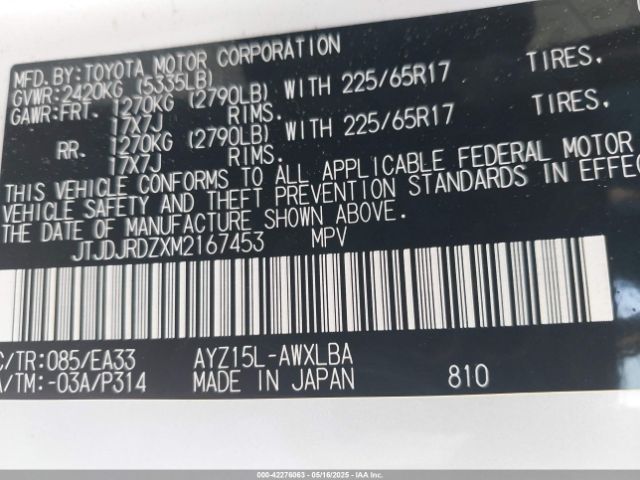 MFD. BY: TOYOTA MOTOR CORPORATION
GVWR: 2420KG (5335LB)
GAWR: FRT. 1270KG (2790LB) WITH 225/65R17 TIRES,
17X7J RIMS.
RR. 1270KG (2790LB) WITH 225/65R17 TIRES,
17X7J RIMS.
THIS VEHICLE CONFORMS TO ALL APPLICABLE FEDERAL MOTOR
VEHICLE SAFETY AND THEFT PREVENTION STANDARDS IN EFFEC
THE DATE OF MANUFACTURE SHOWN ABOVE.
JTJDJRDZXM2167453 MPV
C/TR: 085/EA33 AYZ15L-AWXLBA
A/TM: -03A/P314 MADE IN JAPAN 810
000-42276063 - 05/16/2025 - IAAI.COM